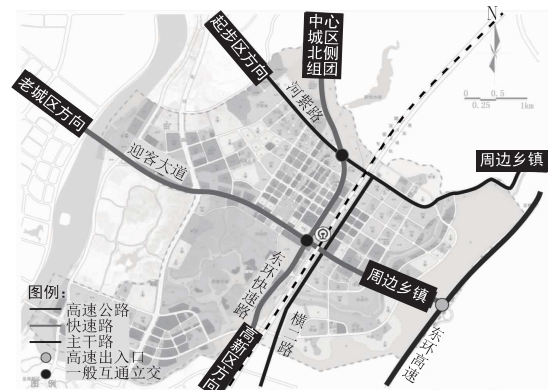 N
中心
城区
北侧
组团
起步区方向
河紫路
老城区方向
迎客大道
0 0.5 1km
0.25
周边乡镇
东环快速路
周边乡镇
横二路
高新区方向
东环高速
图例：
高速公路
快速路
主干路
高速出入口
一般互通立交
图例